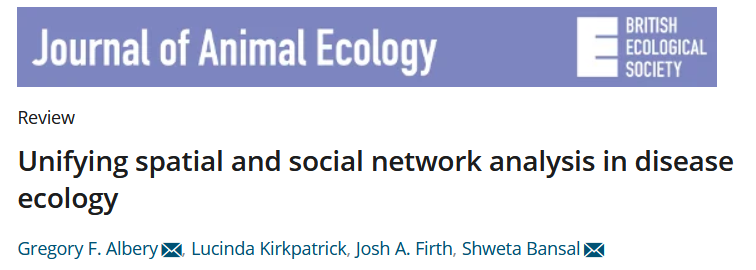 Journal of Animal Ecology
BRITISH
ECOLOGICAL
SOCIETY
Review
Unifying spatial and social network analysis in disease
ecology
Gregory F. Albery, Lucinda Kirkpatrick, Josh A. Firth, Shweta Bansal